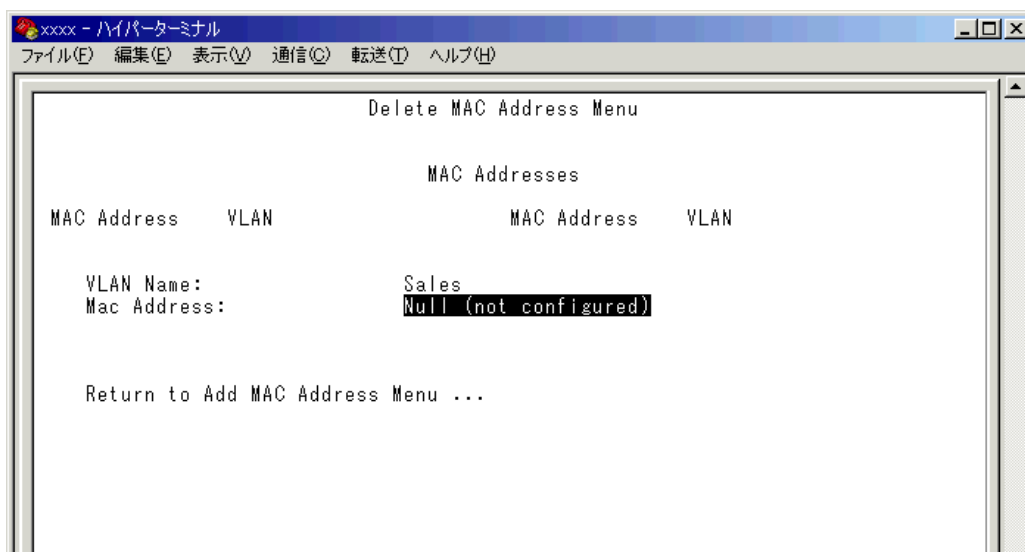 xxxx - ハイパーターミナル
ファイル(F) 編集(E) 表示(V) 通信(C) 転送(T) ヘルプ(H)
Delete MAC Address Menu
MAC Addresses
MAC Address VLAN MAC Address VLAN
VLAN Name: Sales
Mac Address: Null (not configured)
Return to Add MAC Address Menu ...